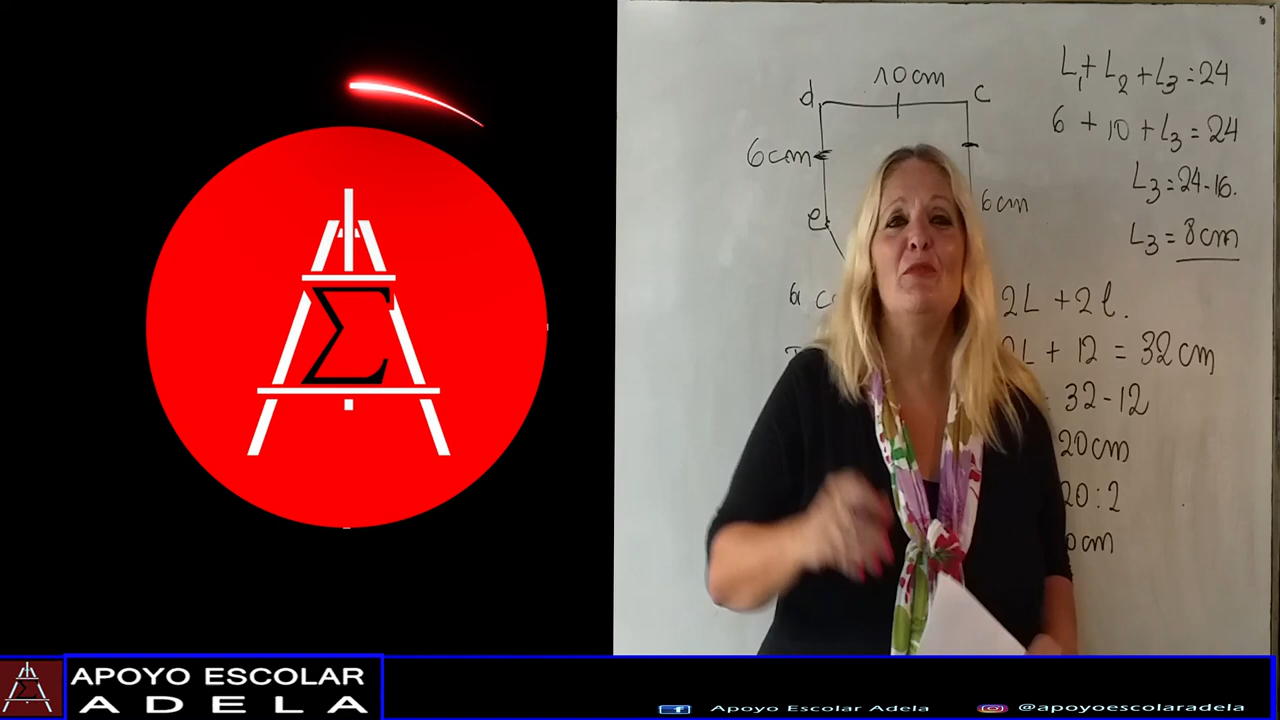 Σ
10cm
d
c
6cm
e
6cm
L1 + L2 + L3 = 24
6 + 10 + L3 = 24
L3 = 24 - 16.
L3 = 8cm
2L + 2l.
2L + 12 = 32cm
32 - 12
20cm
20 : 2
0cm
APOYO ESCOLAR
ADELA
Apoyo Escolar Adela
@apoyoescolaradela